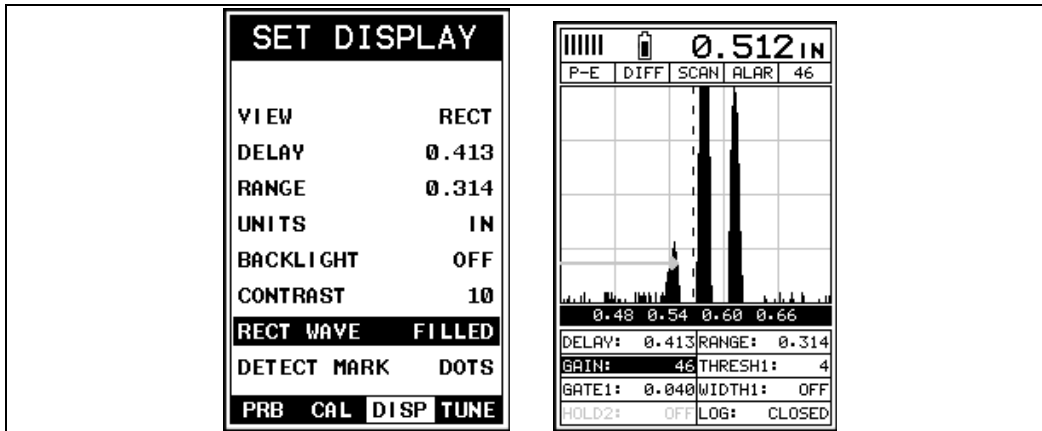 SET DISPLAY
VIEW RECT
DELAY 0.413
RANGE 0.314
UNITS IN
BACKLIGHT OFF
CONTRAST 10
RECT WAVE FILLED
DETECT MARK DOTS
PRB CAL DISP TUNE
0.512 IN
P-E DIFF SCAN ALAR 46
0.48 0.54 0.60 0.66
DELAY: 0.413 RANGE: 0.314
GAIN: 46 THRESH1: 4
GATE1: 0.040 WIDTH1: OFF
HOLD2: OFF LOG: CLOSED